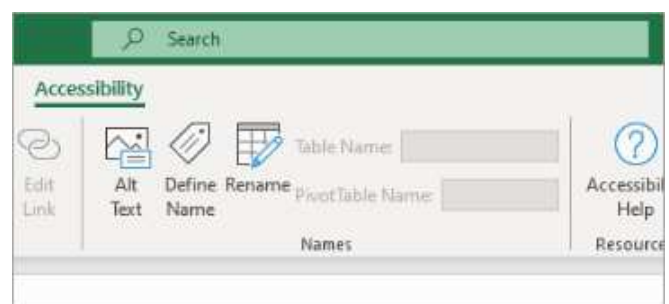 Search
Accessibility
Edit Link
Alt Text
Define Name
Rename
Table Name:
PivotTable Name:
Accessibil
Help
Names
Resource